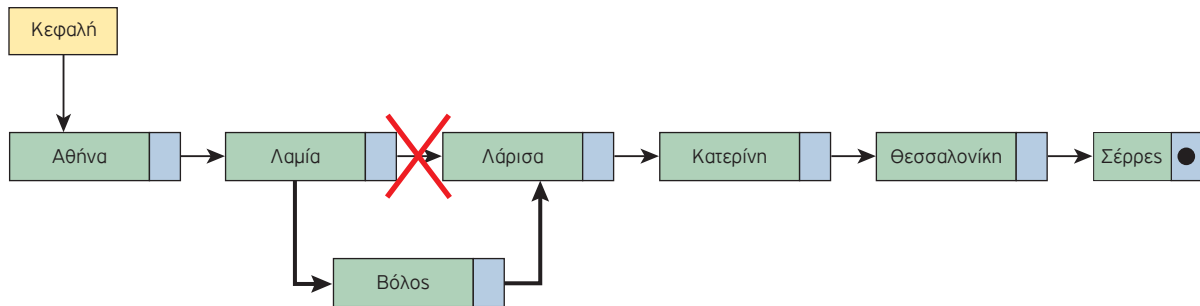 Κεφαλή
Αθήνα
Λαμία
Λάρισα
Κατερίνη
Θεσσαλονίκη
Σέρρες
Βόλος